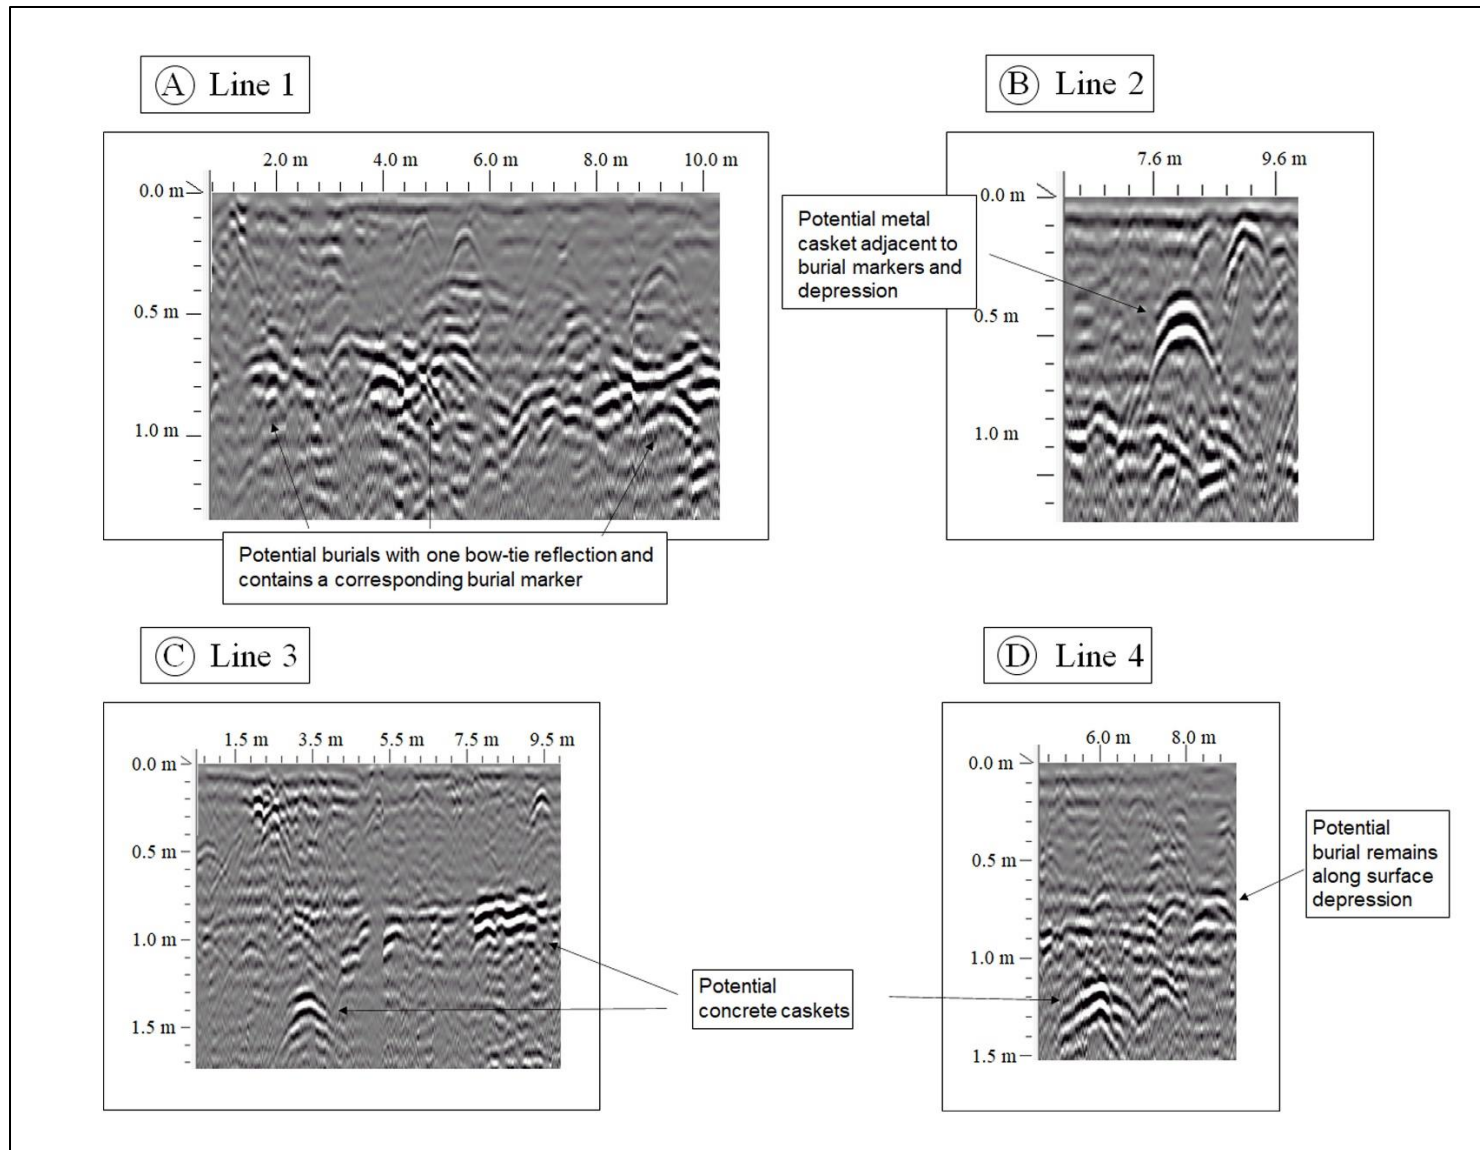 A Line 1
2.0 m 4.0 m 6.0 m 8.0 m 10.0 m
0.0 m
0.5 m
1.0 m
Potential burials with one bow-tie reflection and
contains a corresponding burial marker
B Line 2
7.6 m 9.6 m
0.0 m
Potential metal
casket adjacent to
burial markers and
depression
0.5 m
1.0 m
C Line 3
1.5 m 3.5 m 5.5 m 7.5 m 9.5 m
0.0 m
0.5 m
1.0 m
1.5 m
Potential
concrete caskets
D Line 4
6.0 m 8.0 m
0.0 m
0.5 m
1.0 m
1.5 m
Potential
burial remains
along surface
depression